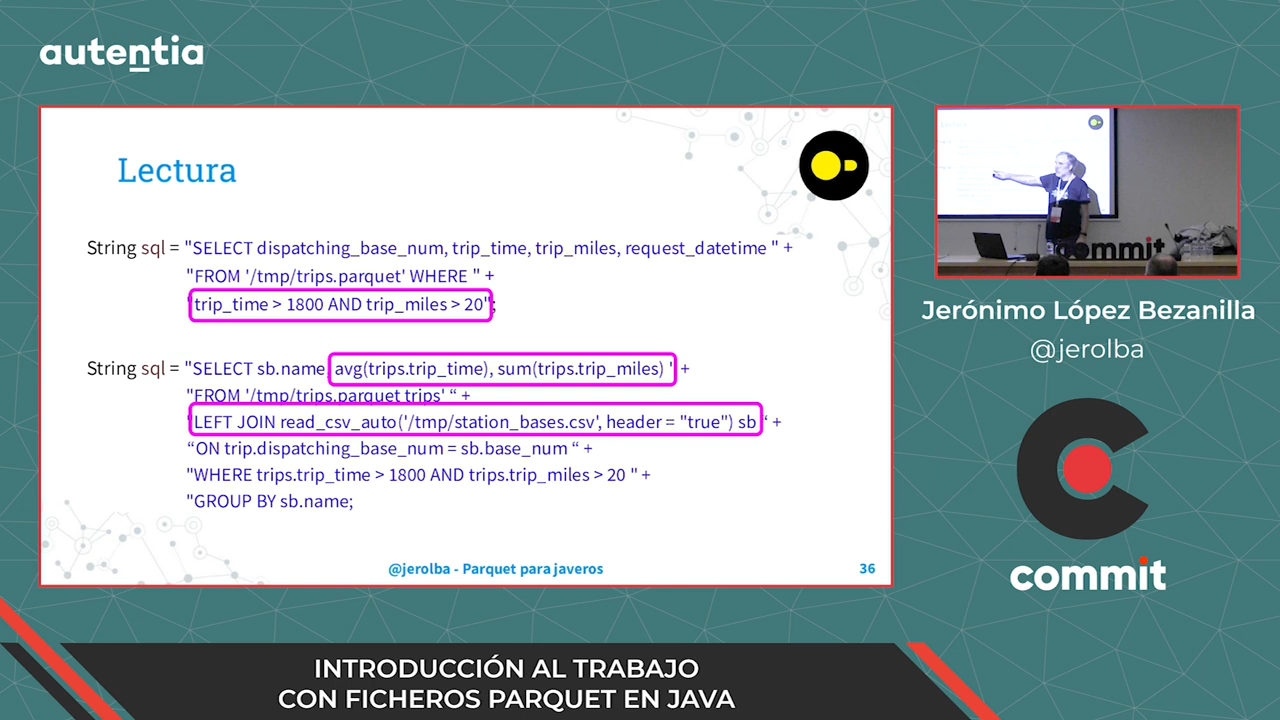 autentia
Lectura
String sql = "SELECT dispatching_base_num, trip_time, trip_miles, request_datetime " +
"FROM '/tmp/trips.parquet' WHERE " +
"trip_time > 1800 AND trip_miles > 20";
String sql = "SELECT sb.name, avg(trips.trip_time), sum(trips.trip_miles) " +
"FROM '/tmp/trips.parquet trips' “ +
"LEFT JOIN read_csv_auto('/tmp/station_bases.csv', header = "true") sb “ +
“ON trip.dispatching_base_num = sb.base_num “ +
"WHERE trips.trip_time > 1800 AND trips.trip_miles > 20 " +
"GROUP BY sb.name;
@jerolba - Parquet para javeros
36
commit
Jerónimo López Bezanilla
@jerolba
commit
INTRODUCCIÓN AL TRABAJO
CON FICHEROS PARQUET EN JAVA